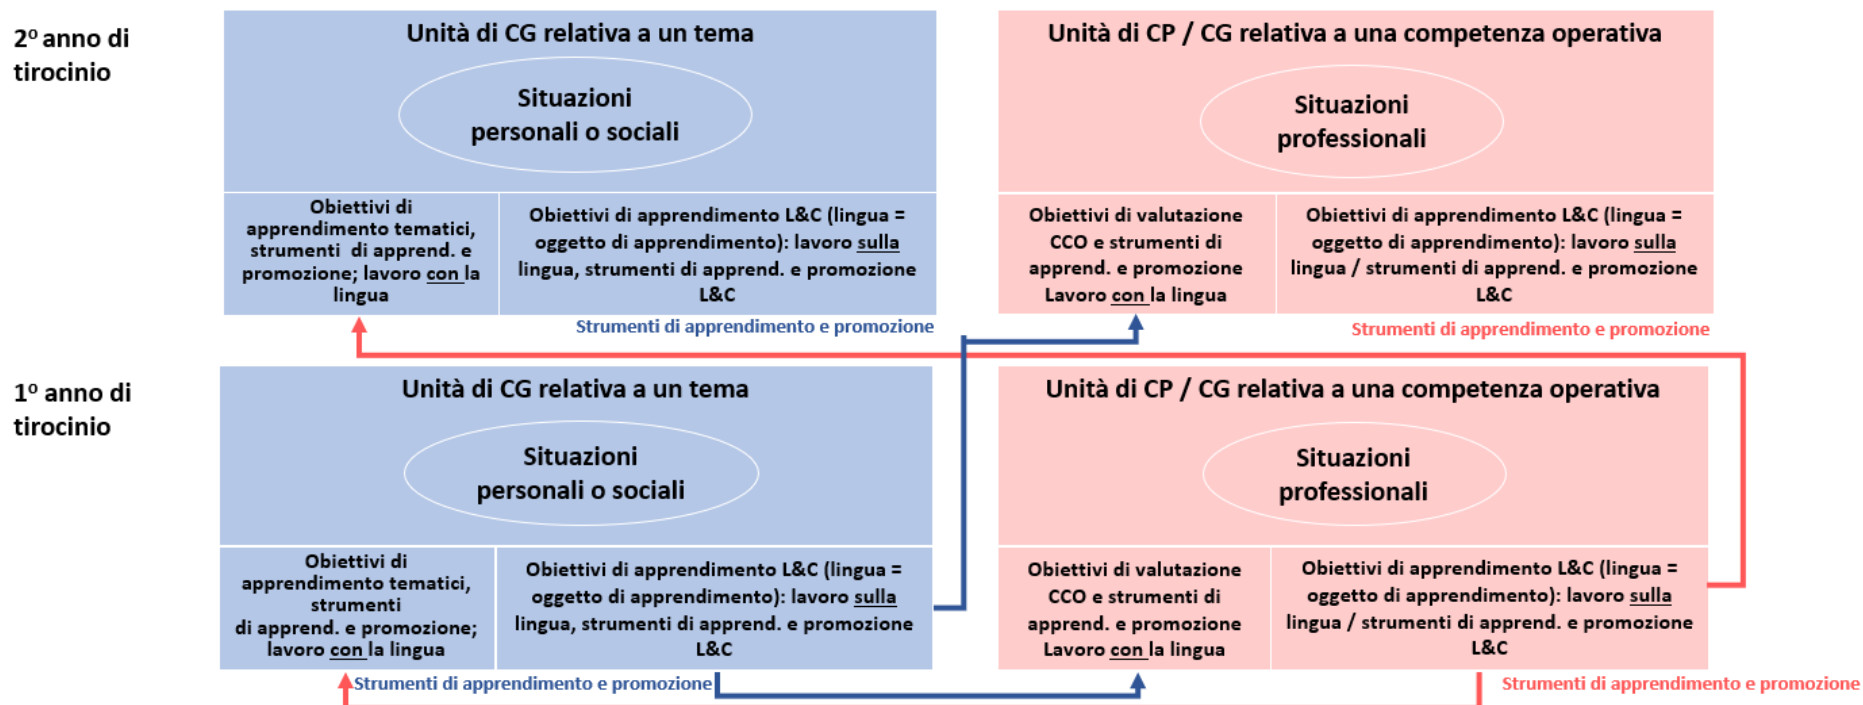 2º anno di
tirocinio
Unità di CG relativa a un tema
Situazioni
personali o sociali
Obiettivi di
apprendimento tematici,
strumenti di apprend. e
promozione; lavoro con la
lingua
Obiettivi di apprendimento L&C (lingua =
oggetto di apprendimento): lavoro sulla
lingua, strumenti di apprend. e promozione
L&C
Strumenti di apprendimento e promozione
Unità di CP / CG relativa a una competenza operativa
Situazioni
professionali
Obiettivi di valutazione
CCO e strumenti di
apprend. e promozione
Lavoro con la lingua
Obiettivi di apprendimento L&C (lingua =
oggetto di apprendimento): lavoro sulla
lingua / strumenti di apprend. e promozione
L&C
Strumenti di apprendimento e promozione
1º anno di
tirocinio
Unità di CG relativa a un tema
Situazioni
personali o sociali
Obiettivi di
apprendimento tematici,
strumenti
di apprend. e promozione;
lavoro con la lingua
Obiettivi di apprendimento L&C (lingua =
oggetto di apprendimento): lavoro sulla
lingua, strumenti di apprend. e promozione
L&C
Strumenti di apprendimento e promozione
Unità di CP / CG relativa a una competenza operativa
Situazioni
professionali
Obiettivi di valutazione
CCO e strumenti di
apprend. e promozione
Lavoro con la lingua
Obiettivi di apprendimento L&C (lingua =
oggetto di apprendimento): lavoro sulla
lingua / strumenti di apprend. e promozione
L&C
Strumenti di apprendimento e promozione